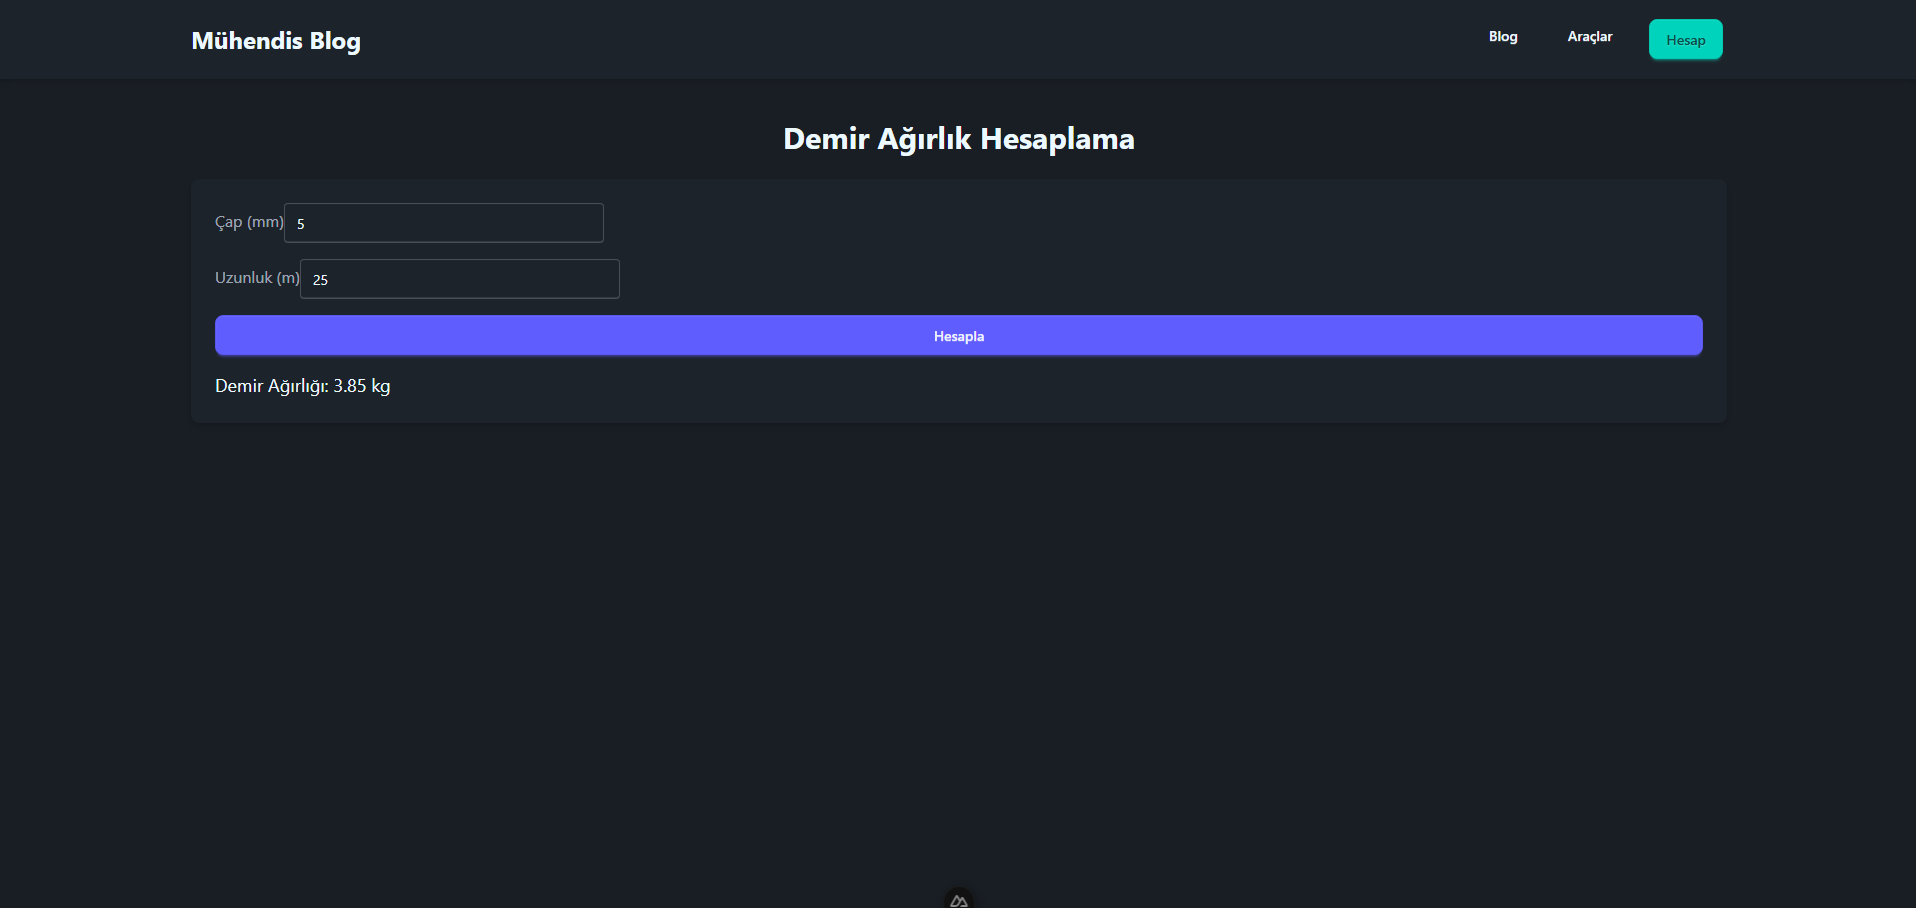 Mühendis Blog
Blog
Araçlar
Hesap
Demir Ağırlık Hesaplama
Çap (mm) 5
Uzunluk (m) 25
Hesapla
Demir Ağırlığı: 3.85 kg